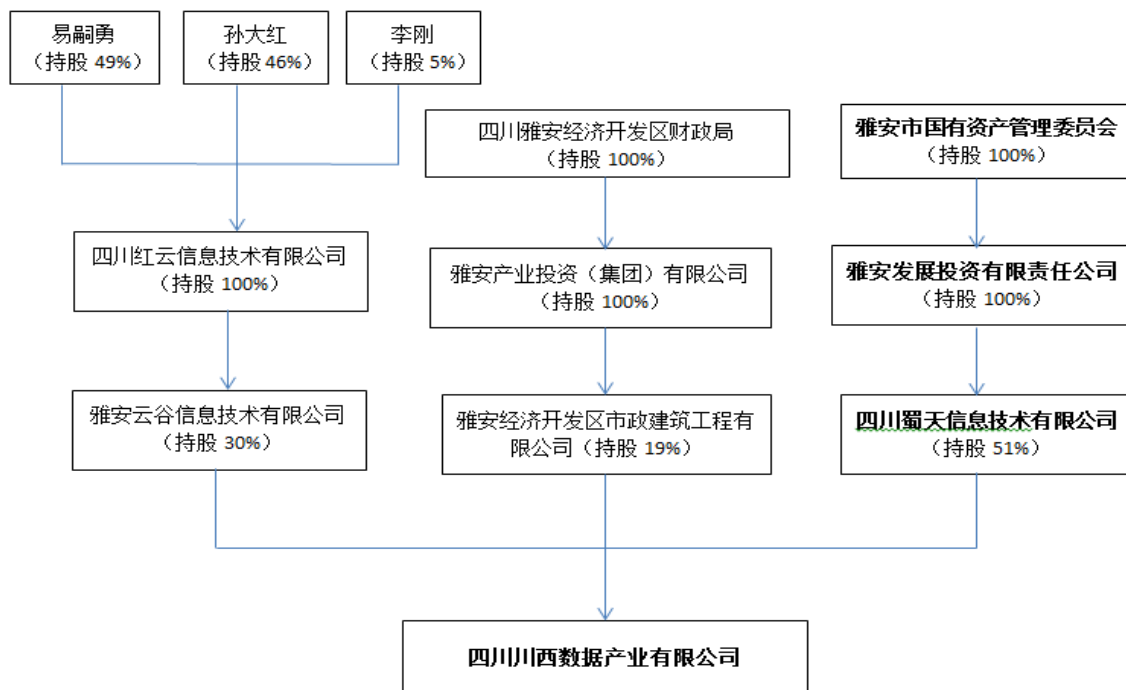 易嗣勇
（持股 49%）
孙大红
（持股 46%）
李刚
（持股 5%）
四川雅安经济开发区财政局
（持股 100%）
雅安市国有资产管理委员会
（持股 100%）
四川红云信息技术有限公司
（持股 100%）
雅安产业投资（集团）有限公司
（持股 100%）
雅安发展投资有限责任公司
（持股 100%）
雅安云谷信息技术有限公司
（持股 30%）
雅安经济开发区市政建筑工程有
限公司（持股 19%）
四川蜀天信息技术有限公司
（持股 51%）
四川川西数据产业有限公司